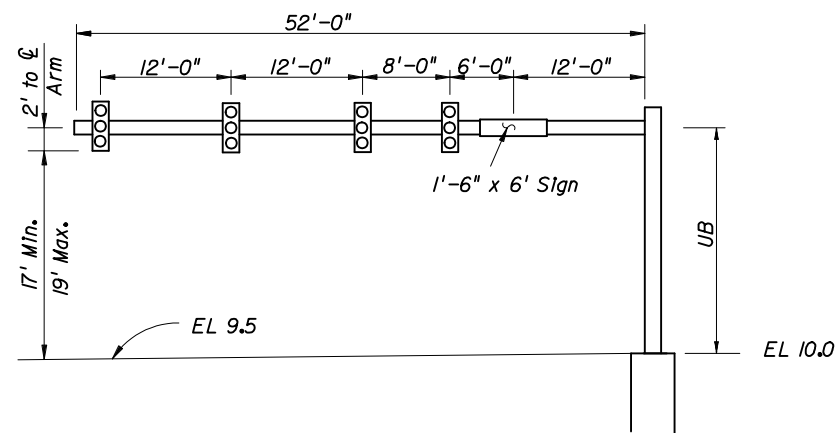 52'-0"
12'-0"
12'-0"
8'-0"
6'-0"
12'-0"
2' to ℄
Arm
1'-6" x 6' Sign
17' Min.
19' Max.
UB
EL 9.5
EL 10.0